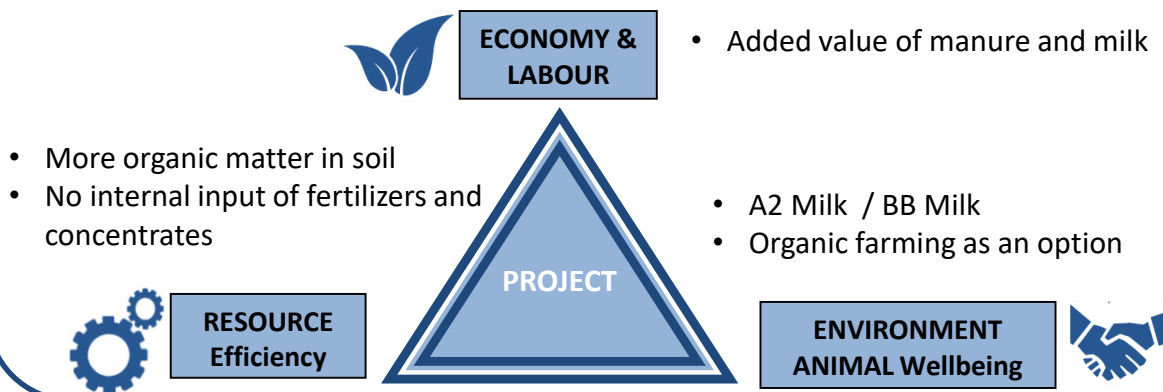 ECONOMY &
LABOUR
• Added value of manure and milk
• More organic matter in soil
• No internal input of fertilizers and
concentrates
• A2 Milk / BB Milk
• Organic farming as an option
PROJECT
RESOURCE
Efficiency
ENVIRONMENT
ANIMAL Wellbeing